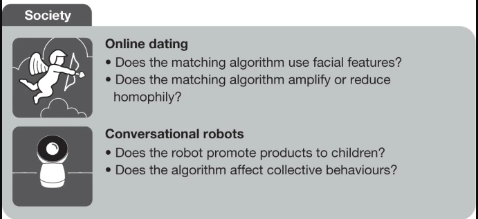 Society
Online dating
• Does the matching algorithm use facial features?
• Does the matching algorithm amplify or reduce
homophily?
Conversational robots
• Does the robot promote products to children?
• Does the algorithm affect collective behaviours?